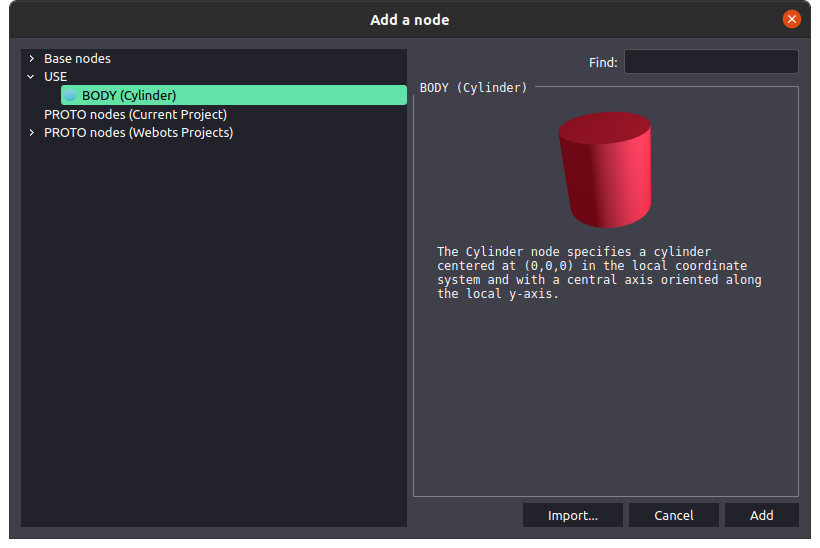 Add a node
Base nodes
USE
BODY (Cylinder)
PROTO nodes (Current Project)
PROTO nodes (Webots Projects)
Find:
BODY (Cylinder)
The Cylinder node specifies a cylinder
centered at (0,0,0) in the local coordinate
system and with a central axis oriented along
the local y-axis.
Import...
Cancel
Add